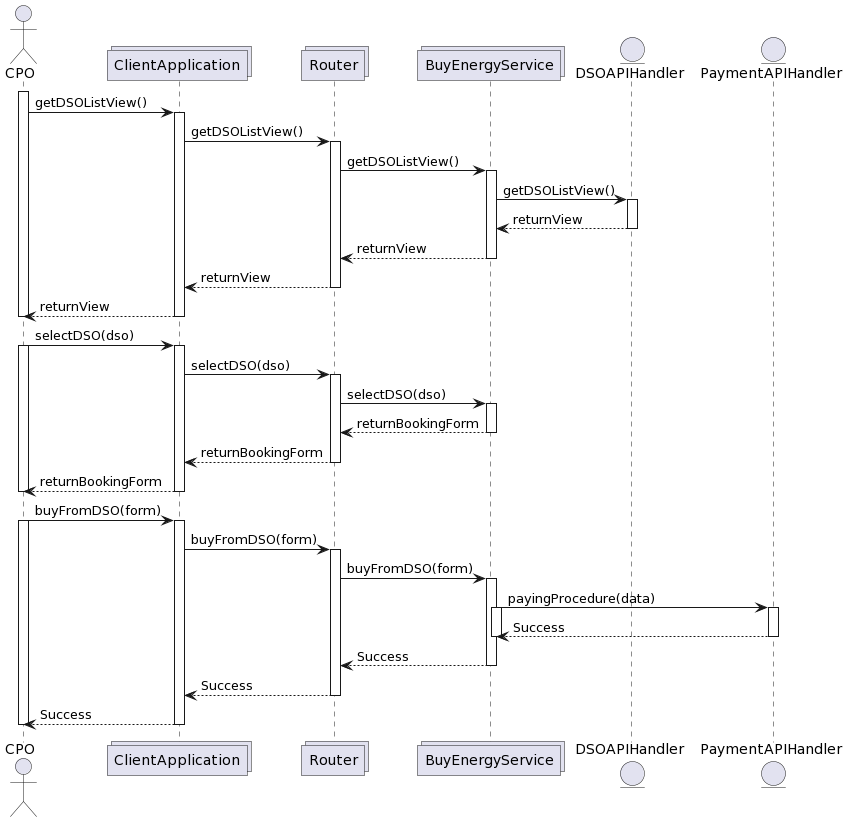 CPO
ClientApplication
Router
BuyEnergyService
DSOAPIHandler
PaymentAPIHandler
getDSOListView()
getDSOListView()
getDSOListView()
getDSOListView()
returnView
returnView
returnView
returnView
selectDSO(dso)
selectDSO(dso)
selectDSO(dso)
returnBookingForm
returnBookingForm
returnBookingForm
buyFromDSO(form)
buyFromDSO(form)
buyFromDSO(form)
payingProcedure(data)
Success
Success
Success
Success
CPO
ClientApplication
Router
BuyEnergyService
DSOAPIHandler
PaymentAPIHandler